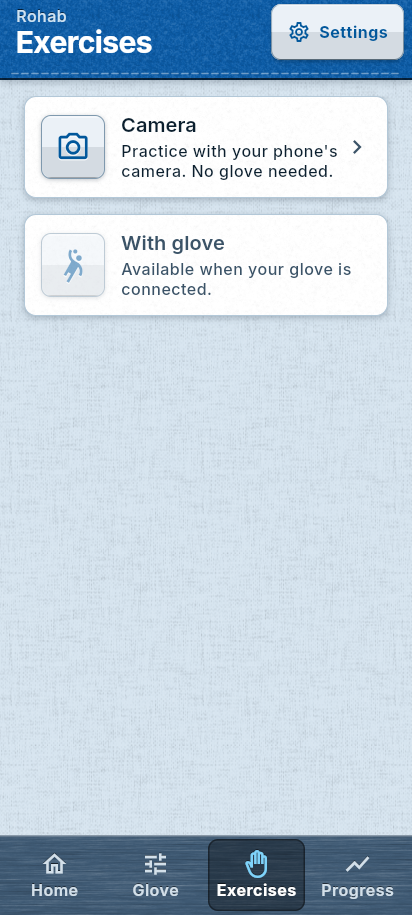 Rohab
Exercises
Settings
Camera
Practice with your phone's
camera. No glove needed.
With glove
Available when your glove is
connected.
Home
Glove
Exercises
Progress